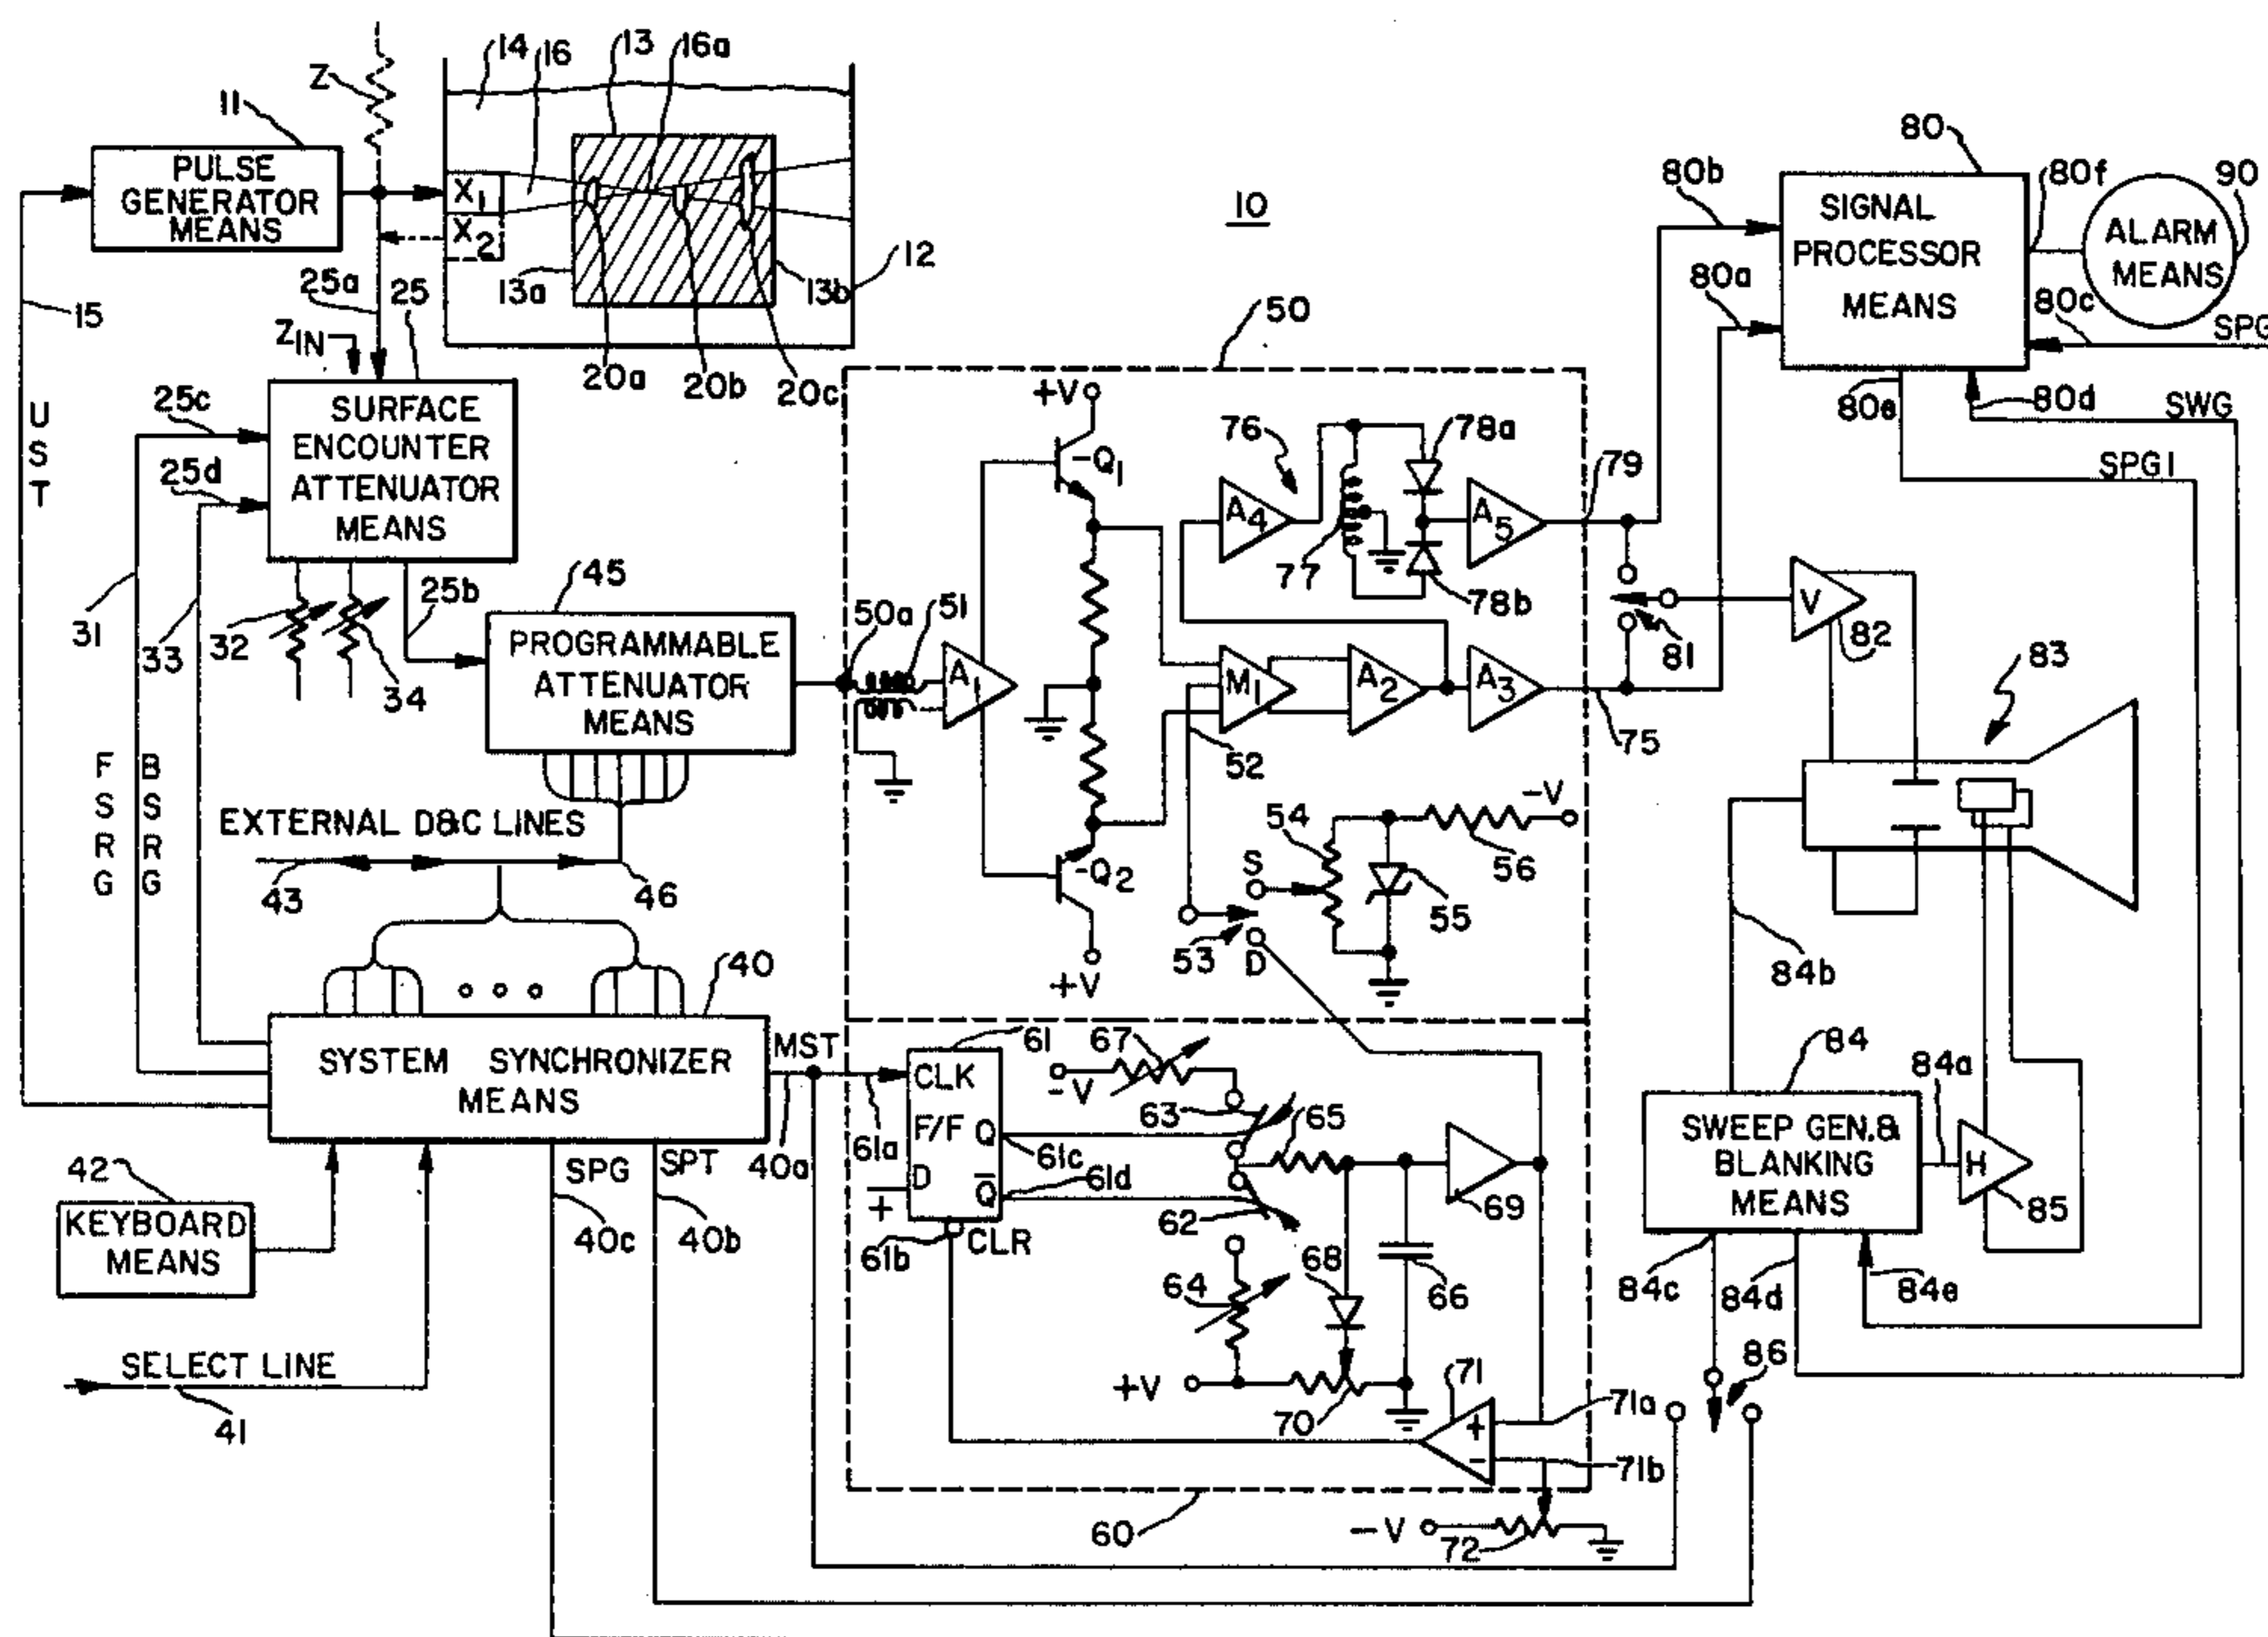 Z
11
PULSE
GENERATOR
MEANS
14
16
13
16a
X1
X2
12
13a
13b
20a
20b
20c
10
15
UST
25a
25
ZIN
25c
25d
SURFACE
ENCOUNTER
ATTENUATOR
MEANS
31
33
32
34
25b
45
PROGRAMMABLE
ATTENUATOR
MEANS
FSRG
BSRG
EXTERNAL D&C LINES
43
46
40
SYSTEM SYNCHRONIZER
MEANS
MST
40a
42
KEYBOARD
MEANS
SELECT LINE
41
SPG
SPT
40c
40b
50
50a
51
A1
+V
Q1
Q2
+V
M1
52
A2
A3
A4
76
77
78a
78b
A5
79
75
S
D
53
54
55
56
-V
61
CLK
F/F Q
D
Q̅
+
CLR
61a
61b
61c
61d
67
-V
63
65
62
64
68
66
69
+V
70
71
+
-
71a
71b
72
-V
60
80
SIGNAL
PROCESSOR
MEANS
80b
80a
80f
80c
80e
80d
ALARM
MEANS
90
SPG
SWG
SPG1
81
V
82
83
84b
84
SWEEP GEN.&
BLANKING
MEANS
84a
H
85
84c
84d
84e
86